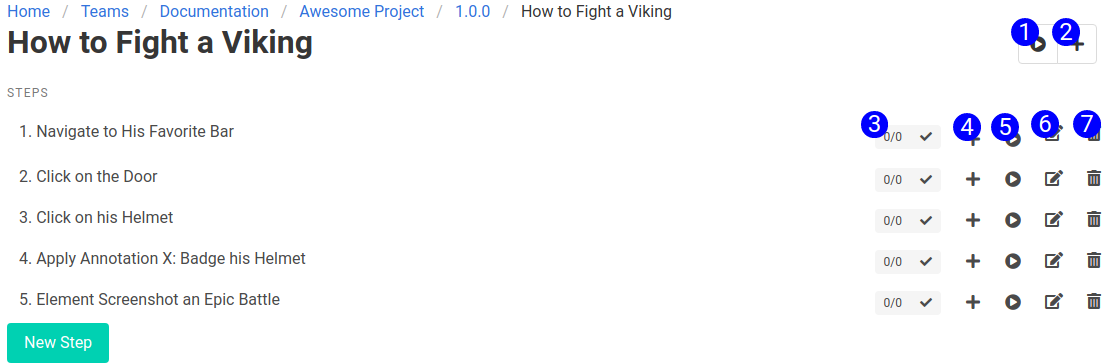 Home / Teams / Documentation / Awesome Project / 1.0.0 / How to Fight a Viking
How to Fight a Viking
1 2
STEPS
1. Navigate to His Favorite Bar 3 0/0 4 5 6 7
2. Click on the Door 0/0
3. Click on his Helmet 0/0
4. Apply Annotation X: Badge his Helmet 0/0
5. Element Screenshot an Epic Battle 0/0
New Step